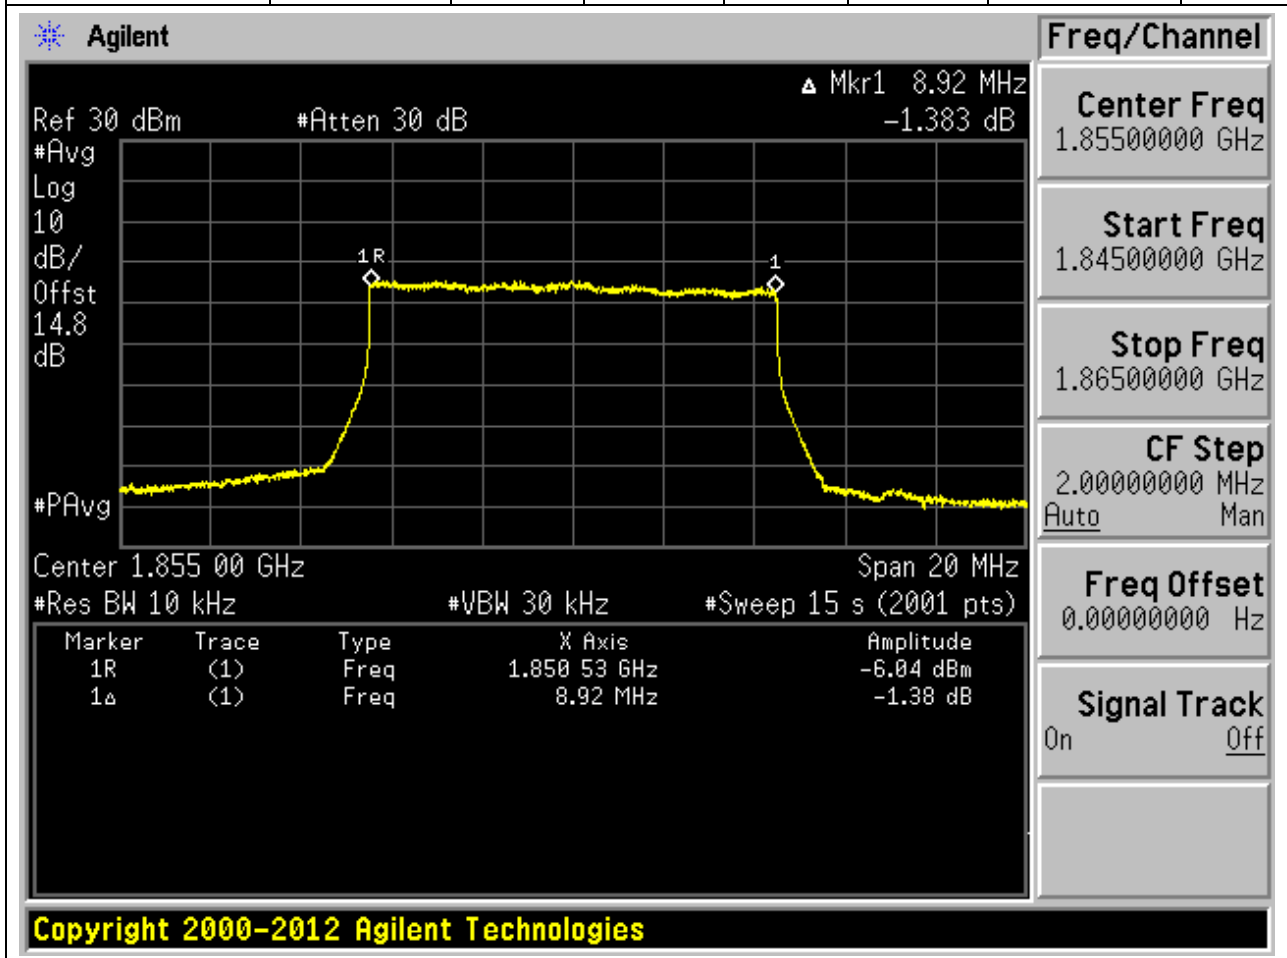 Agilent
Freq/Channel
△ Mkr1 8.92 MHz
Ref 30 dBm #Atten 30 dB -1.383 dB
#Avg
Log
10
dB/
Offst
14.8
dB
1R
1
#PAvg
Center 1.855 00 GHz Span 20 MHz
#Res BW 10 kHz #VBW 30 kHz #Sweep 15 s (2001 pts)
Marker Trace Type X Axis Amplitude
1R (1) Freq 1.850 53 GHz -6.04 dBm
1△ (1) Freq 8.92 MHz -1.38 dB
Center Freq
1.85500000 GHz
Start Freq
1.84500000 GHz
Stop Freq
1.86500000 GHz
CF Step
2.00000000 MHz
Auto Man
Freq Offset
0.00000000 Hz
Signal Track
On Off
Copyright 2000-2012 Agilent Technologies